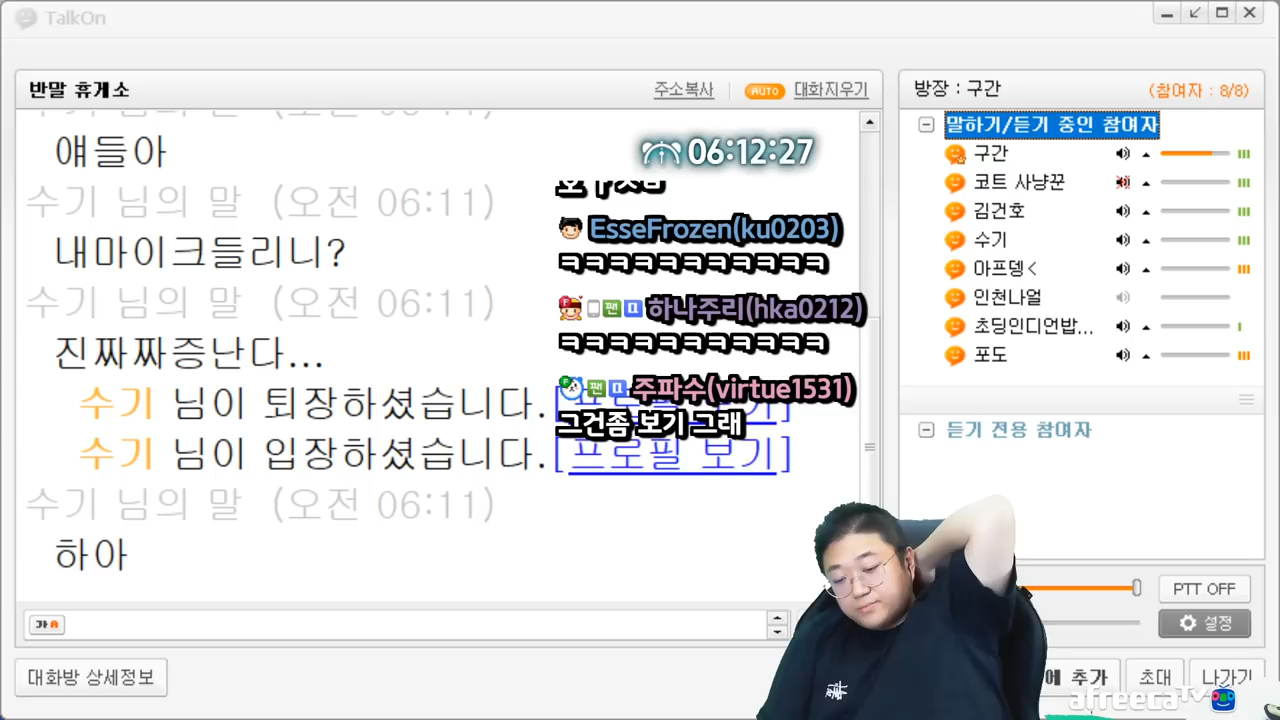 TalkOn
반말 휴게소
주소복사
AUTO
대화지우기
얘들아
수기 님의 말 (오전 06:11)
내마이크들리니?
수기 님의 말 (오전 06:11)
진짜짜증난다...
수기 님이 퇴장하셨습니다.
수기 님이 입장하셨습니다. [프로필 보기]
수기 님의 말 (오전 06:11)
하아
06:12:27
EsseFrozen(ku0203)
ㅋㅋㅋㅋㅋㅋㅋㅋㅋㅋㅋ
팬
하나주리(hka0212)
ㅋㅋㅋㅋㅋㅋㅋㅋㅋㅋㅋ
팬
주파수(virtue1531)
그건좀 보기 그래
방장 : 구간
(참여자 : 8/8)
말하기/듣기 중인 참여자
구간
코트 사냥꾼
김건호
수기
아프뎅<
인천나얼
초딩인디언밥...
포도
듣기 전용 참여자
PTT OFF
설정
가A
대화방 상세정보
에 추가
초대
나가기
afreecaTV